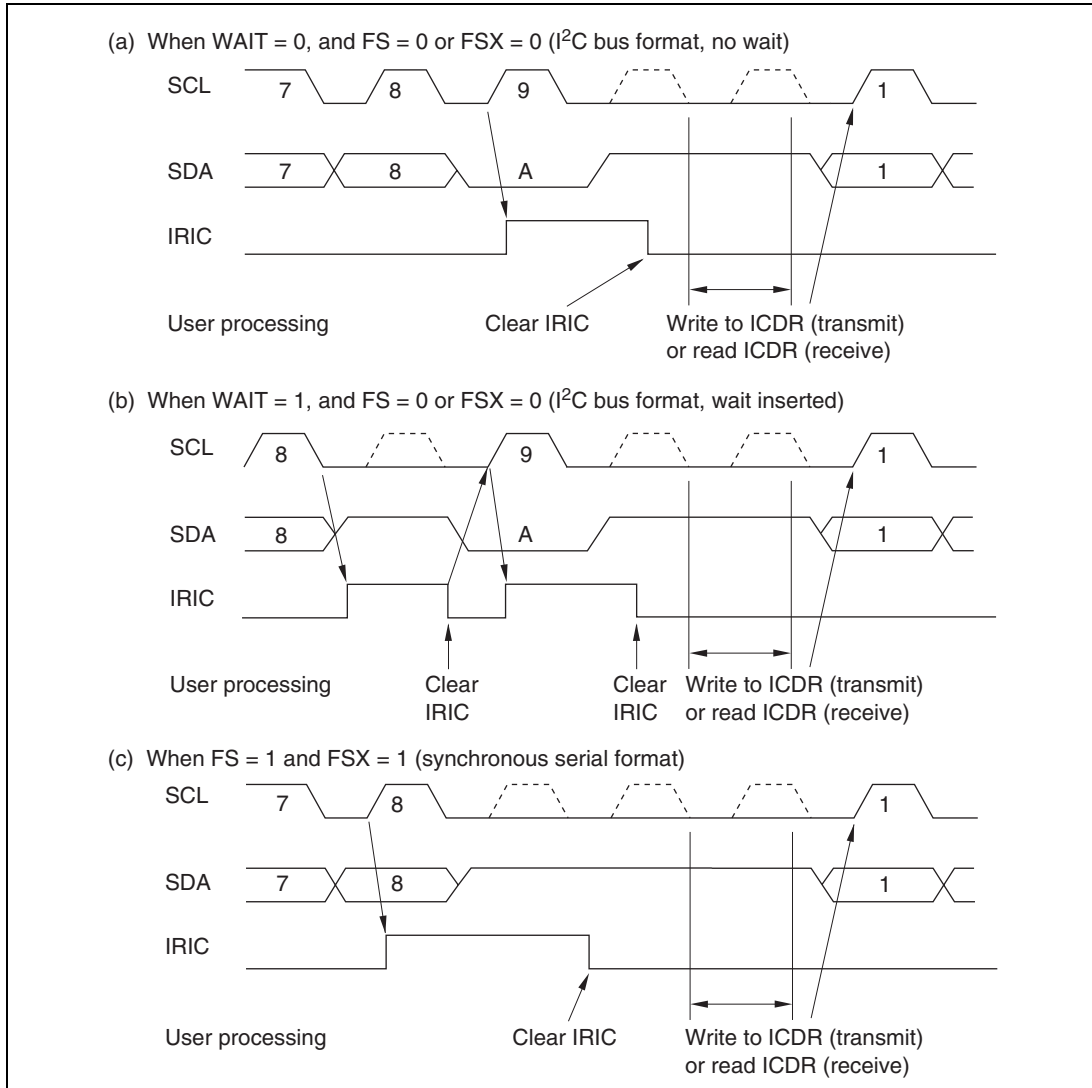 (a) When WAIT = 0, and FS = 0 or FSX = 0 (I²C bus format, no wait)
SCL
7 8 9 1
SDA
7 8 A 1
IRIC
User processing
Clear IRIC
Write to ICDR (transmit)
or read ICDR (receive)
(b) When WAIT = 1, and FS = 0 or FSX = 0 (I²C bus format, wait inserted)
SCL
8 9 1
SDA
8 A 1
IRIC
User processing
Clear
IRIC
Clear
IRIC
Write to ICDR (transmit)
or read ICDR (receive)
(c) When FS = 1 and FSX = 1 (synchronous serial format)
SCL
7 8 1
SDA
7 8 1
IRIC
User processing
Clear IRIC
Write to ICDR (transmit)
or read ICDR (receive)